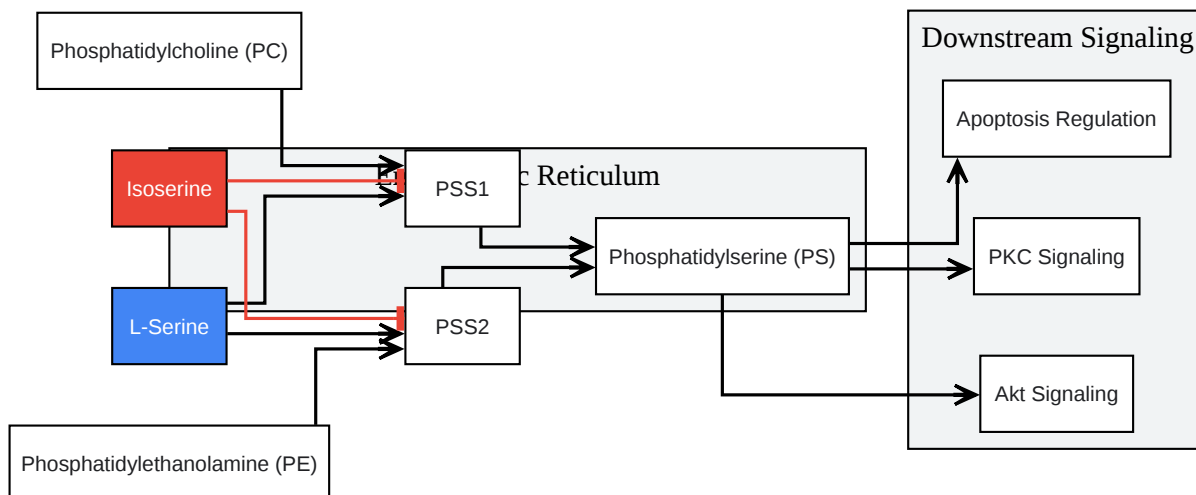 Phosphatidylcholine (PC)
Downstream Signaling
Apoptosis Regulation
Isoserine
PSS1
Reticulum
Phosphatidylserine (PS)
PKC Signaling
L-Serine
PSS2
Akt Signaling
Phosphatidylethanolamine (PE)